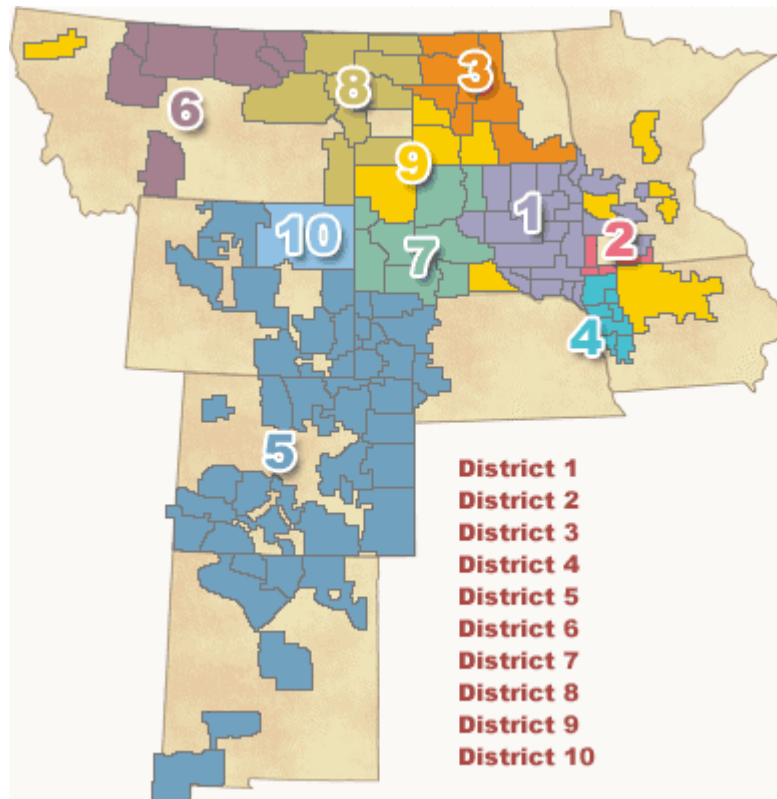 3
8
6
9
1
10
2
7
4
5
District 1
District 2
District 3
District 4
District 5
District 6
District 7
District 8
District 9
District 10